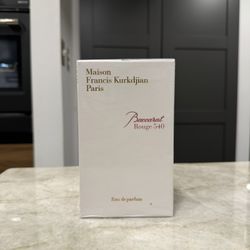 Maison
Francis Kurkdjian
Paris
Baccarat
Rouge 540
Eau de parfum